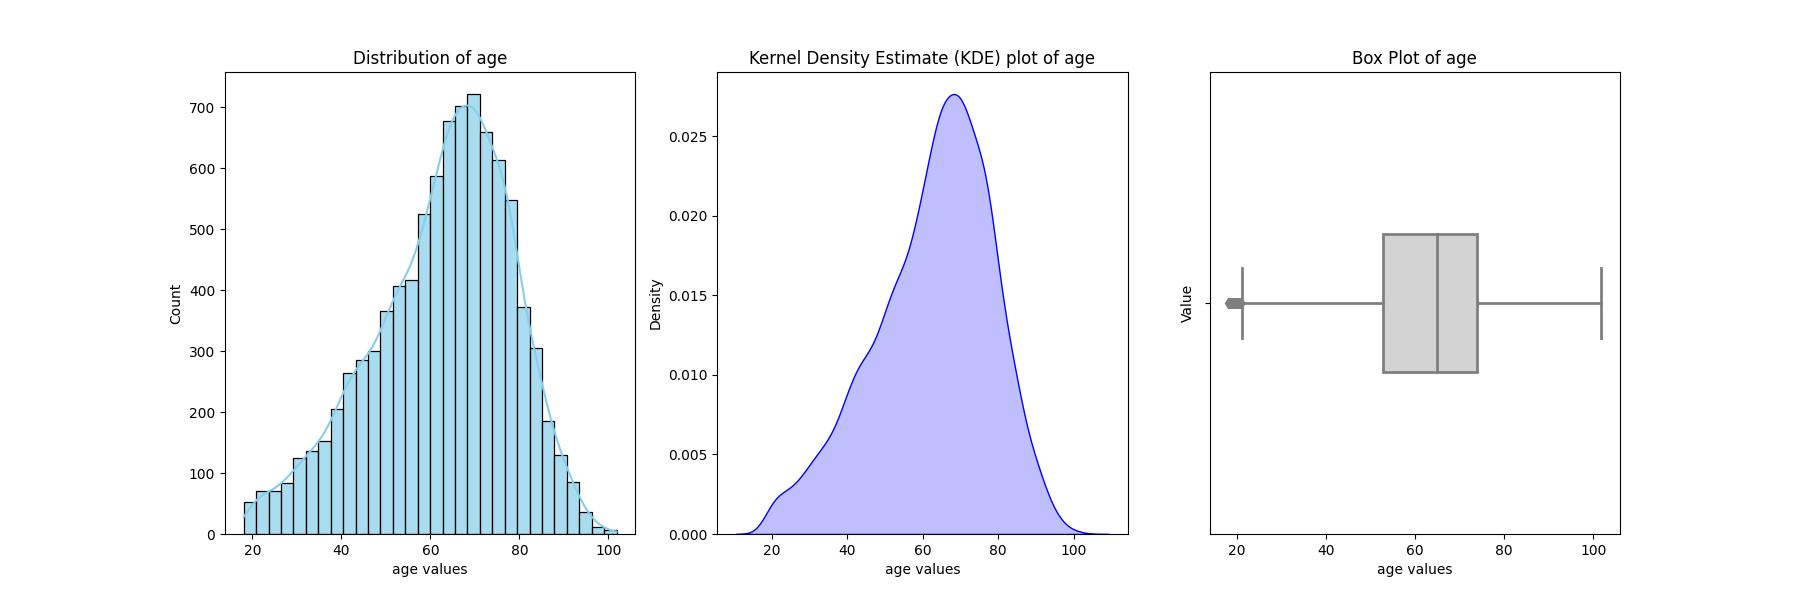 Distribution of age
700
600
500
400
300
200
100
0
Count
20 40 60 80 100
age values
Kernel Density Estimate (KDE) plot of age
0.025
0.020
0.015
0.010
0.005
0.000
Density
20 40 60 80 100
age values
Box Plot of age
Value
20 40 60 80 100
age values